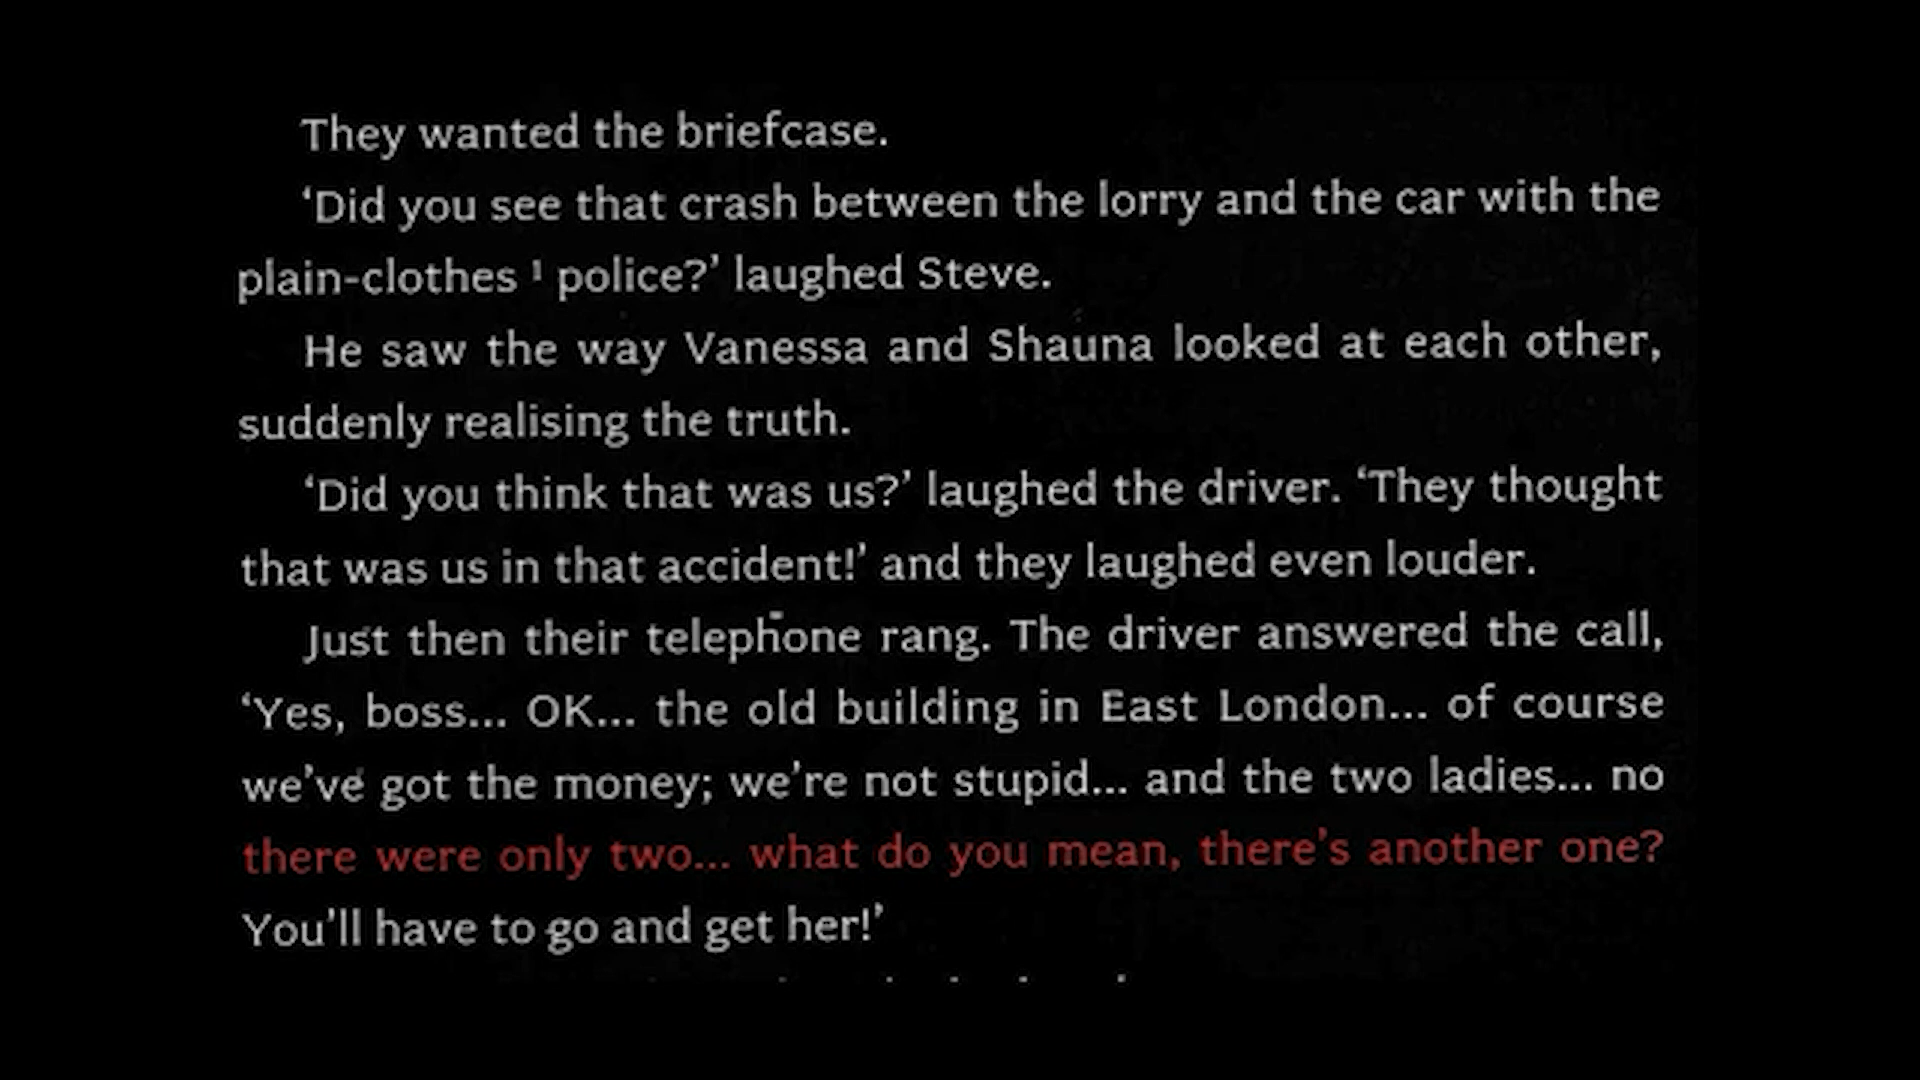 They wanted the briefcase.
‘Did you see that crash between the lorry and the car with the
plain-clothes ¹ police?’ laughed Steve.
He saw the way Vanessa and Shauna looked at each other,
suddenly realising the truth.
‘Did you think that was us?’ laughed the driver. ‘They thought
that was us in that accident!’ and they laughed even louder.
Just then their telephone rang. The driver answered the call,
‘Yes, boss... OK... the old building in East London... of course
we’ve got the money; we’re not stupid... and the two ladies... no
there were only two... what do you mean, there’s another one?
You’ll have to go and get her!’